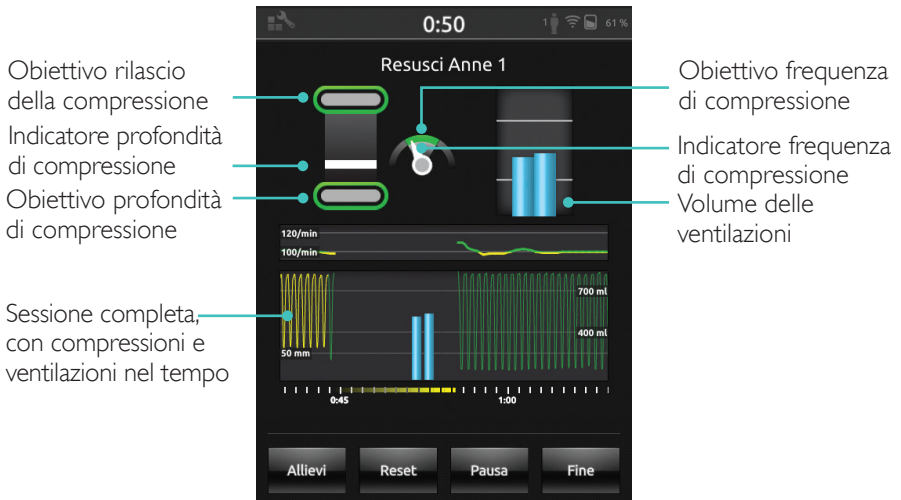 0:50
1
61 %
Resusci Anne 1
Obiettivo rilascio
della compressione
Indicatore profondità
di compressione
Obiettivo profondità
di compressione
Obiettivo frequenza
di compressione
Indicatore frequenza
di compressione
Volume delle
ventilazioni
120/min
100/min
Sessione completa,
con compressioni e
ventilazioni nel tempo
700 ml
400 ml
50 mm
0:45
1:00
Allievi
Reset
Pausa
Fine